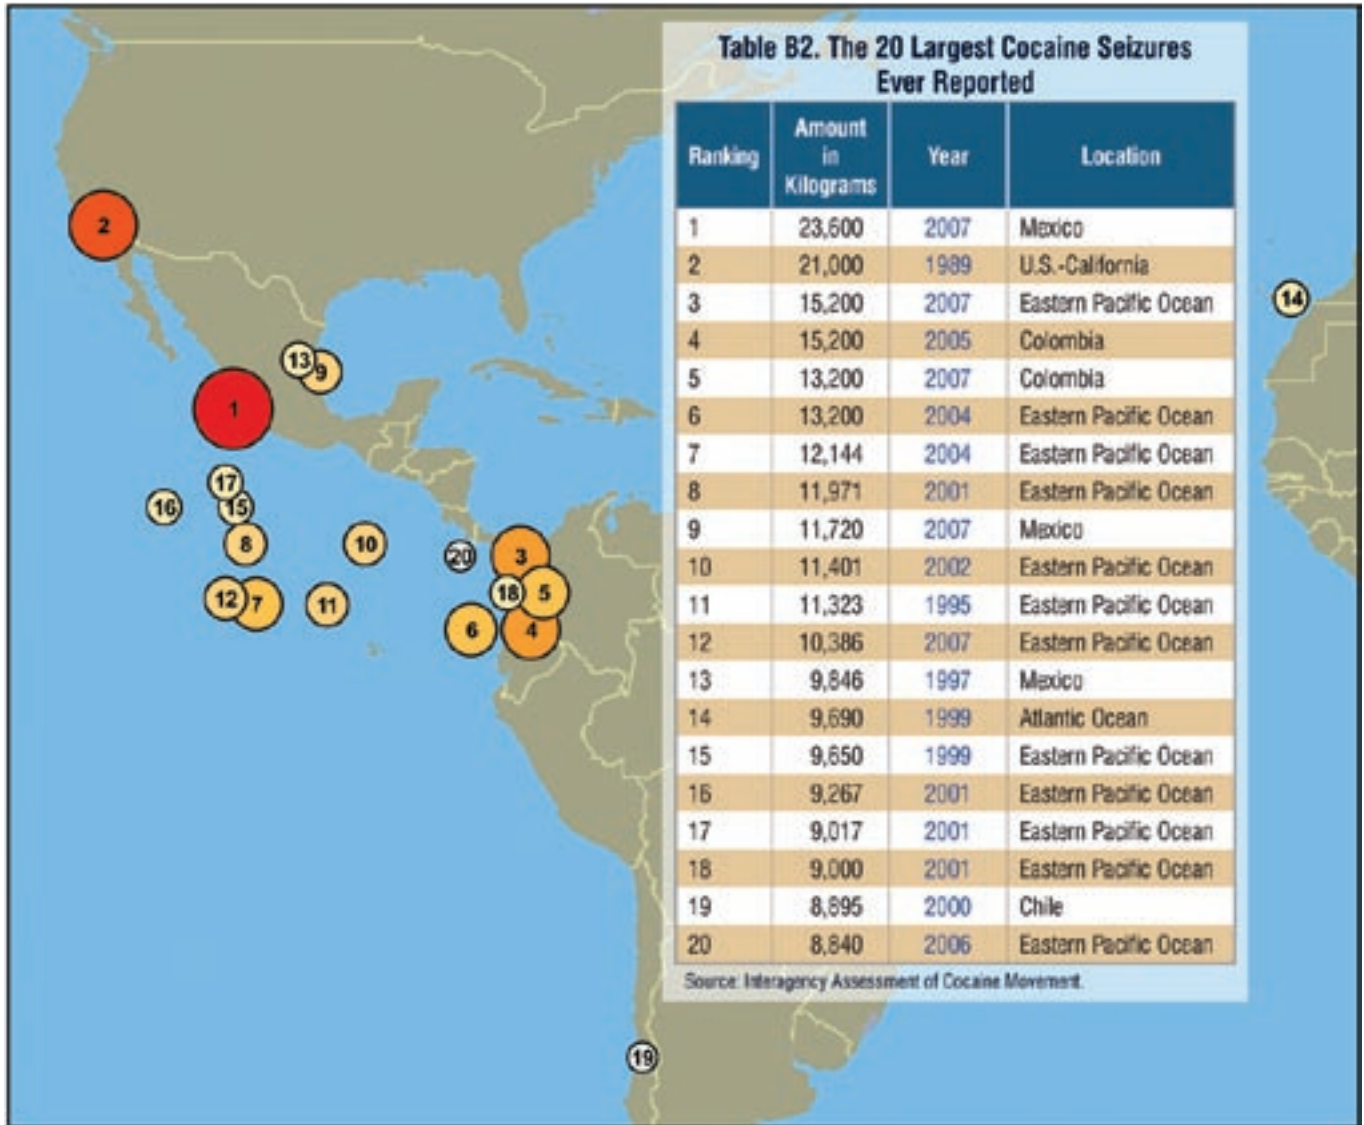 Table B2. The 20 Largest Cocaine Seizures
Ever Reported
Ranking Amount in Kilograms Year Location
1 23,600 2007 Mexico
2 21,000 1989 U.S.-California
3 15,200 2007 Eastern Pacific Ocean
4 15,200 2005 Colombia
5 13,200 2007 Colombia
6 13,200 2004 Eastern Pacific Ocean
7 12,144 2004 Eastern Pacific Ocean
8 11,971 2001 Eastern Pacific Ocean
9 11,720 2007 Mexico
10 11,401 2002 Eastern Pacific Ocean
11 11,323 1995 Eastern Pacific Ocean
12 10,386 2007 Eastern Pacific Ocean
13 9,846 1997 Mexico
14 9,690 1999 Atlantic Ocean
15 9,650 1999 Eastern Pacific Ocean
16 9,267 2001 Eastern Pacific Ocean
17 9,017 2001 Eastern Pacific Ocean
18 9,000 2001 Eastern Pacific Ocean
19 8,895 2000 Chile
20 8,840 2006 Eastern Pacific Ocean
Source: Interagency Assessment of Cocaine Movement.
2
14
13
9
1
17
16
15
8
10
20
3
18
5
12
7
11
6
4
19